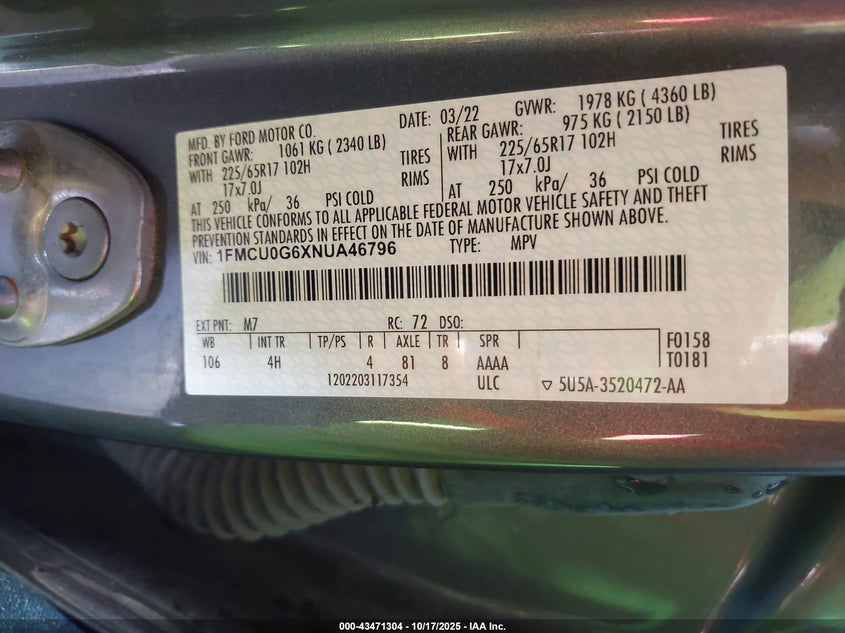 MFD. BY FORD MOTOR CO.
DATE: 03/22 GVWR: 1978 KG ( 4360 LB)
FRONT GAWR: 1061 KG ( 2340 LB)
REAR GAWR: 975 KG ( 2150 LB)
WITH 225/65R17 102H TIRES
WITH 225/65R17 102H TIRES
17x7.0J RIMS
17x7.0J RIMS
AT 250 kPa/ 36 PSI COLD
AT 250 kPa/ 36 PSI COLD
THIS VEHICLE CONFORMS TO ALL APPLICABLE FEDERAL MOTOR VEHICLE SAFETY AND THEFT
PREVENTION STANDARDS IN EFFECT ON THE DATE OF MANUFACTURE SHOWN ABOVE.
VIN: 1FMCU0G6XNUA46796 TYPE: MPV
EXT PNT: M7 RC: 72 DSO:
WB INT TR TP/PS R AXLE TR SPR F0158
106 4H 4 81 8 AAAA T0181
1202203117354 ULC ▽ 5U5A-3520472-AA
000-43471304 | 10/17/2025 - IAA Inc.